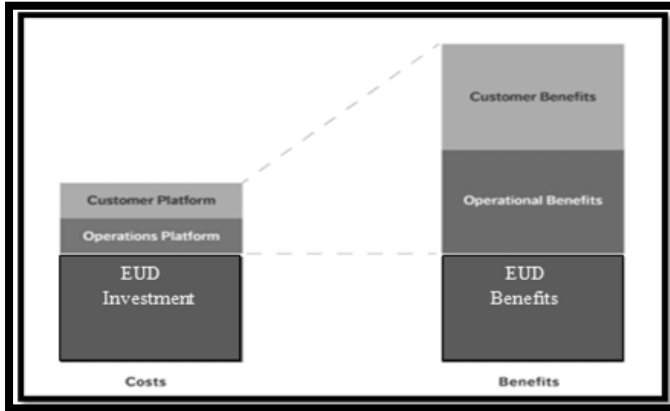 Customer Benefits
Customer Platform
Operational Benefits
Operations Platform
EUD
Investment
EUD
Benefits
Costs
Benefits